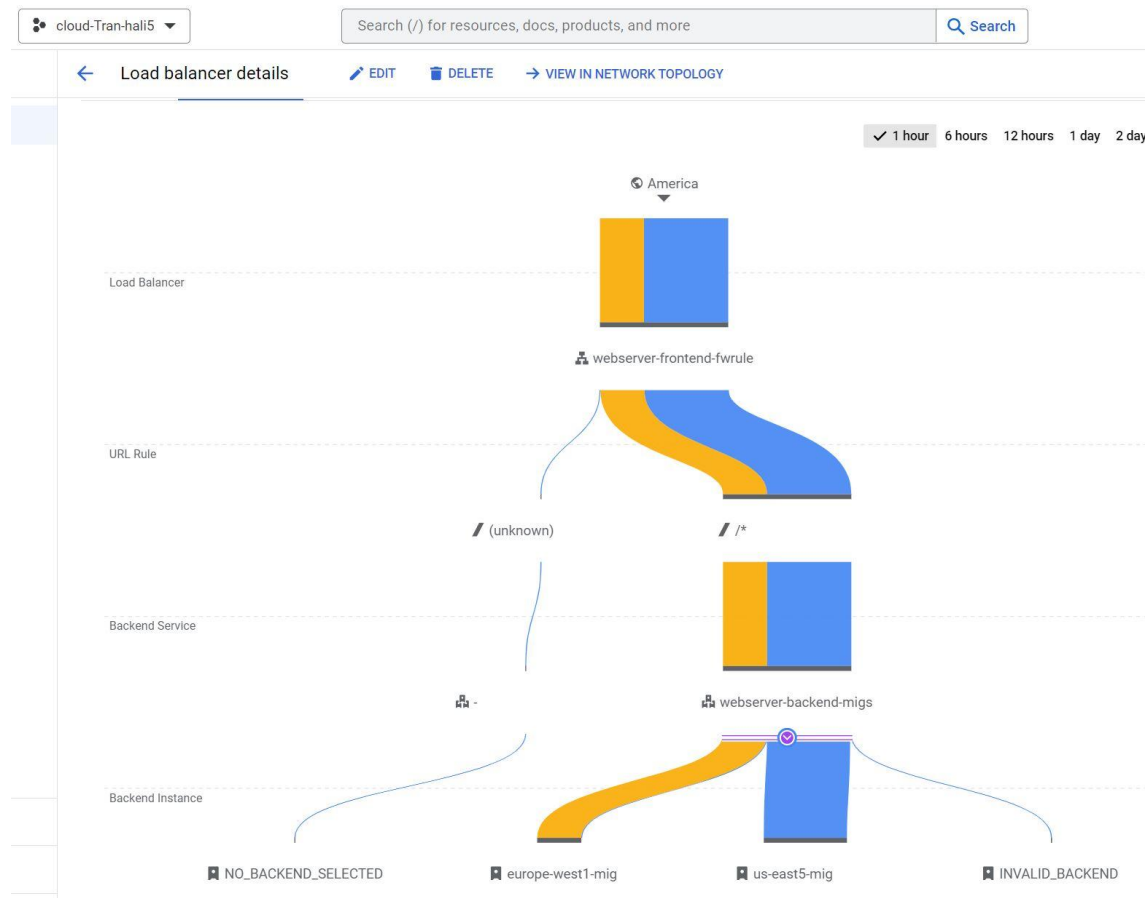 cloud-Tran-hali5
Search (/) for resources, docs, products, and more
Search
Load balancer details
EDIT
DELETE
VIEW IN NETWORK TOPOLOGY
1 hour 6 hours 12 hours 1 day 2 day
America
Load Balancer
webserver-frontend-fwrule
URL Rule
(unknown)
/*
Backend Service
-
webserver-backend-migs
Backend Instance
NO_BACKEND_SELECTED
europe-west1-mig
us-east5-mig
INVALID_BACKEND